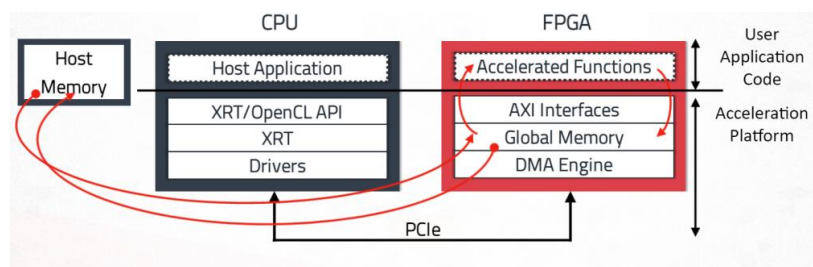 CPU
FPGA
Host
Memory
Host Application
Accelerated Functions
User
Application
Code
XRT/OpenCL API
XRT
Drivers
AXI Interfaces
Global Memory
DMA Engine
Acceleration
Platform
PCIe